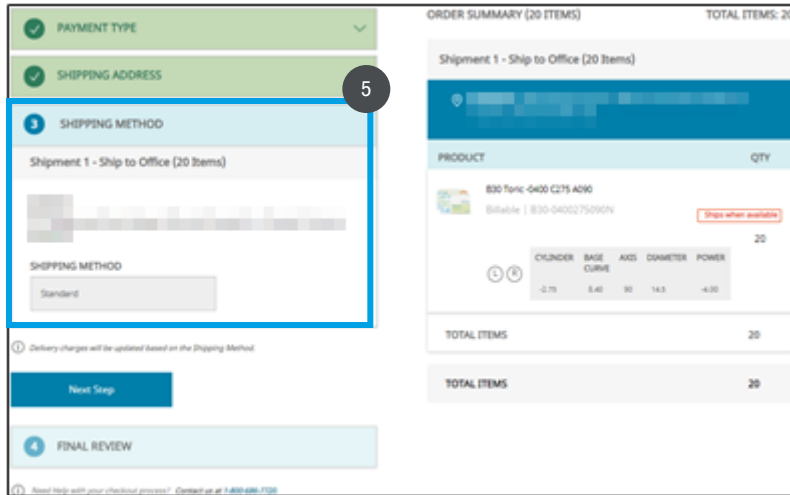 PAYMENT TYPE
SHIPPING ADDRESS
5
3 SHIPPING METHOD
Shipment 1 - Ship to Office (20 Items)
SHIPPING METHOD
Standard
Delivery charges will be updated based on the Shipping Method.
Next Step
4 FINAL REVIEW
Need Help with your checkout process? Contact us at 1-800-686-7720
ORDER SUMMARY (20 ITEMS) TOTAL ITEMS: 20
Shipment 1 - Ship to Office (20 Items)
PRODUCT QTY
B30 Toric -0400 C275 A090
Billable | B30-0400275090N
Ships when available
20
L R
CYLINDER BASE CURVE AXIS DIAMETER POWER
-2.75 8.40 90 14.5 -4.00
TOTAL ITEMS 20
TOTAL ITEMS 20